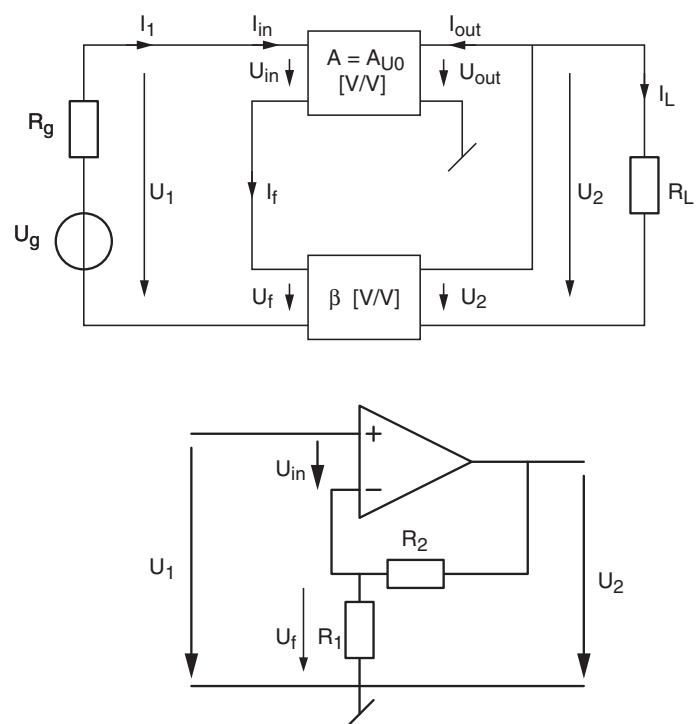 I1 Iin Iout
A = AU0
[V/V]
Uin Uout
IL
Rg
U1 If U2 RL
Ug
Uf β [V/V] U2
+
Uin
−
R2
U1 U2
Uf R1